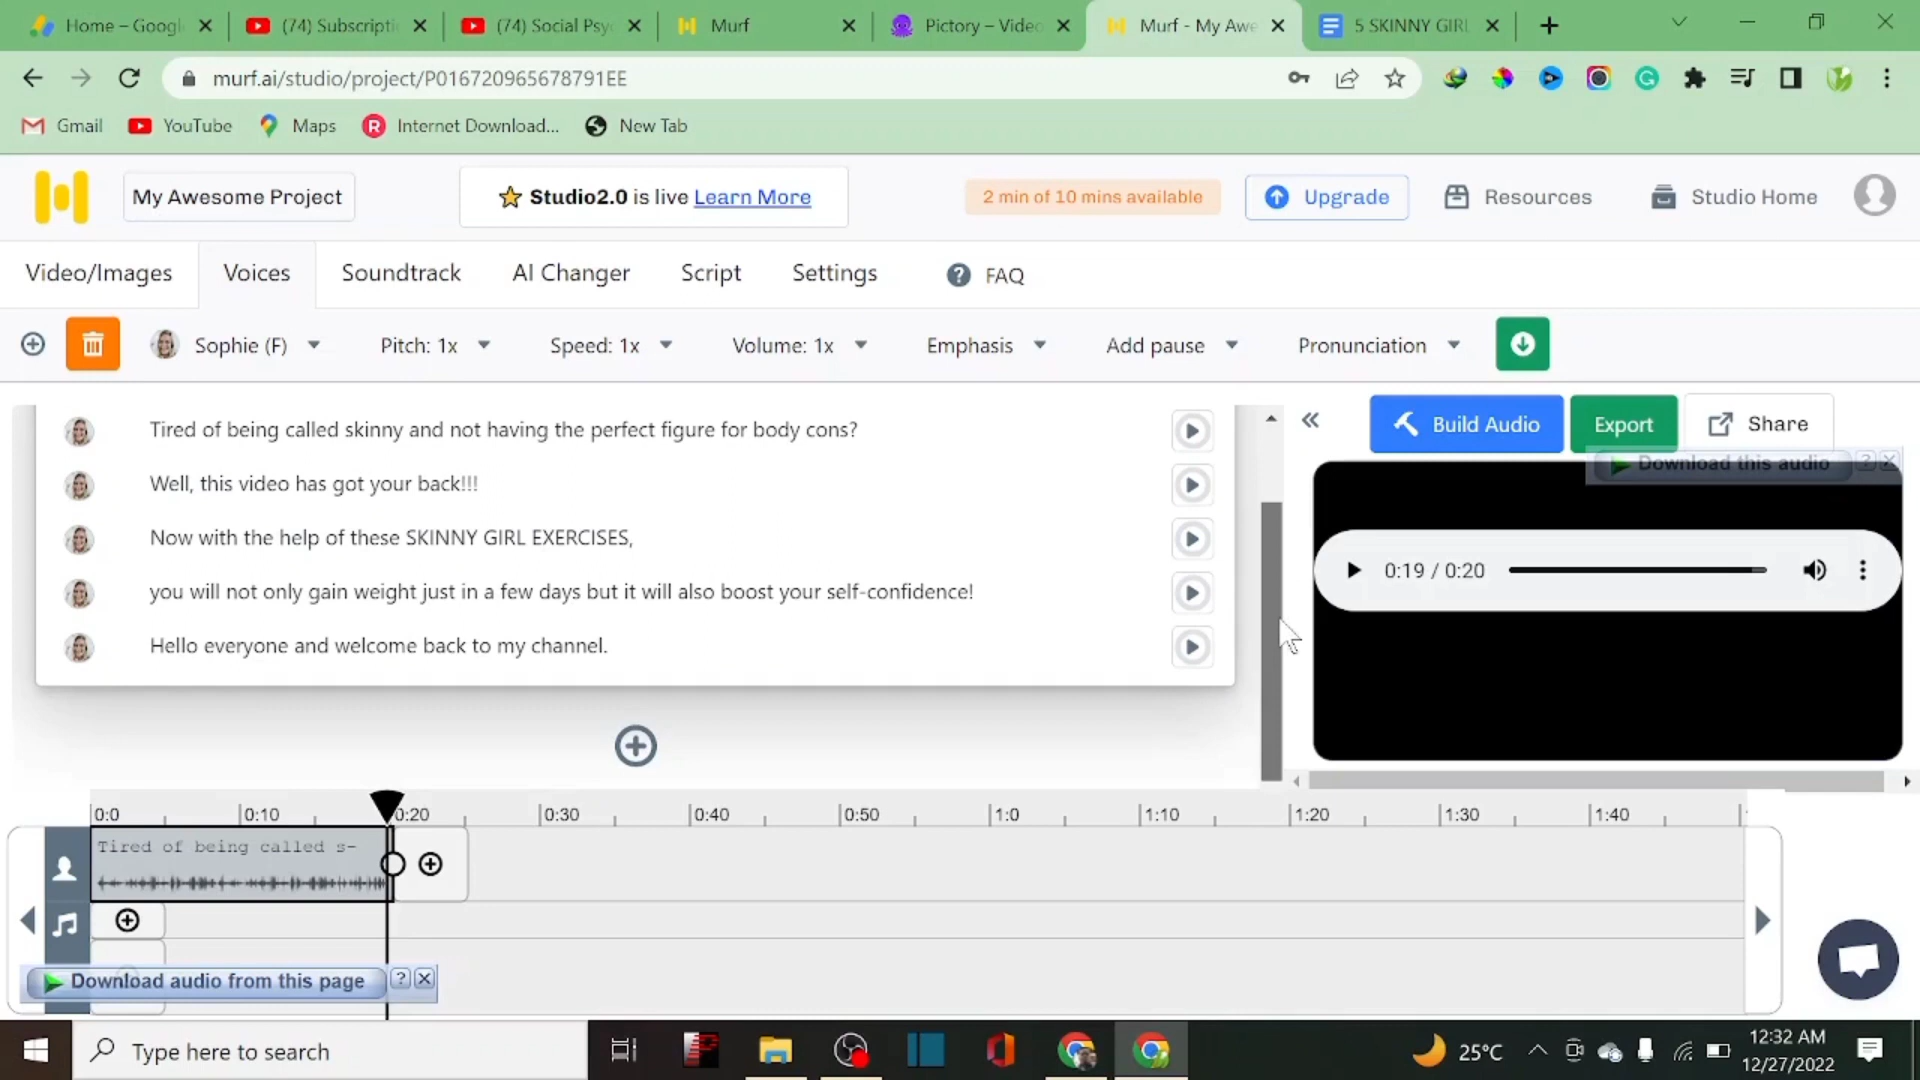 Home – Googl
(74) Subscripti
(74) Social Psy
Murf
Pictory – Video
Murf - My Awe
5 SKINNY GIRL
murf.ai/studio/project/P016720965678791EE
Gmail
YouTube
Maps
Internet Download...
New Tab
My Awesome Project
Studio2.0 is live Learn More
2 min of 10 mins available
Upgrade
Resources
Studio Home
Video/Images
Voices
Soundtrack
AI Changer
Script
Settings
FAQ
Sophie (F)
Pitch: 1x
Speed: 1x
Volume: 1x
Emphasis
Add pause
Pronunciation
Tired of being called skinny and not having the perfect figure for body cons?
Well, this video has got your back!!!
Now with the help of these SKINNY GIRL EXERCISES,
you will not only gain weight just in a few days but it will also boost your self-confidence!
Hello everyone and welcome back to my channel.
Build Audio
Export
Share
Download this audio
0:19 / 0:20
0:0
0:10
0:20
0:30
0:40
0:50
1:0
1:10
1:20
1:30
1:40
Tired of being called s-
Download audio from this page
Type here to search
25°C
12:32 AM
12/27/2022